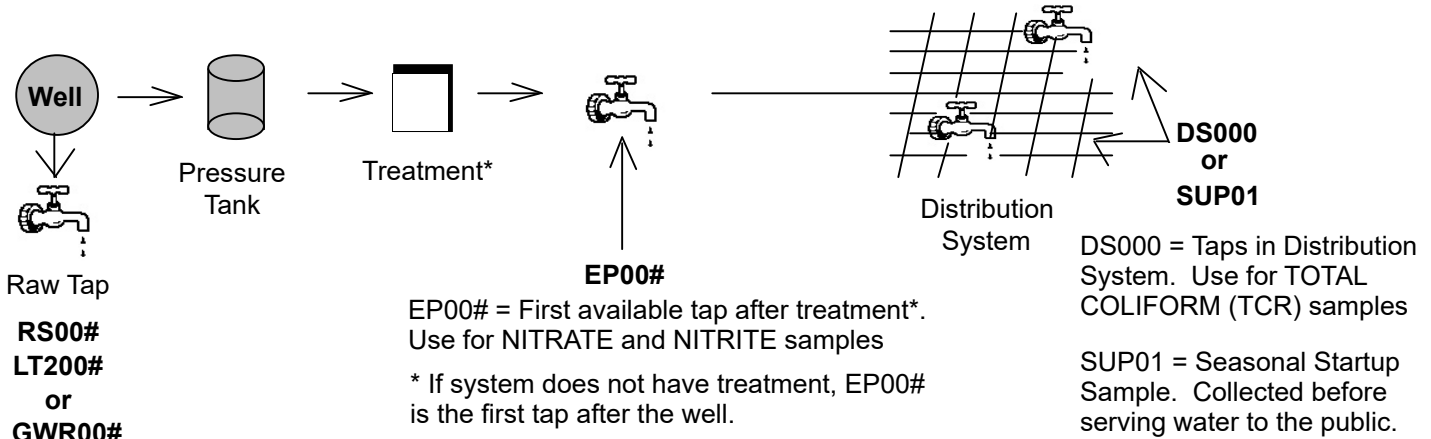 Well
Pressure
Tank
Treatment*
Raw Tap
RS00#
LT200#
or
GWR00#
EP00#
EP00# = First available tap after treatment*.
Use for NITRATE and NITRITE samples
* If system does not have treatment, EP00#
is the first tap after the well.
Distribution
System
DS000
or
SUP01
DS000 = Taps in Distribution
System. Use for TOTAL
COLIFORM (TCR) samples
SUP01 = Seasonal Startup
Sample. Collected before
serving water to the public.